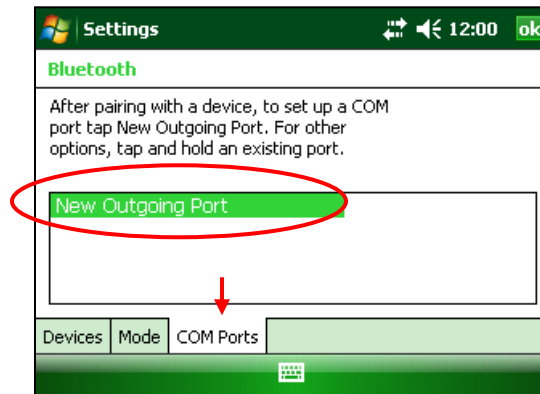 Settings 12:00 ok
Bluetooth
After pairing with a device, to set up a COM
port tap New Outgoing Port. For other
options, tap and hold an existing port.
New Outgoing Port
Devices Mode COM Ports